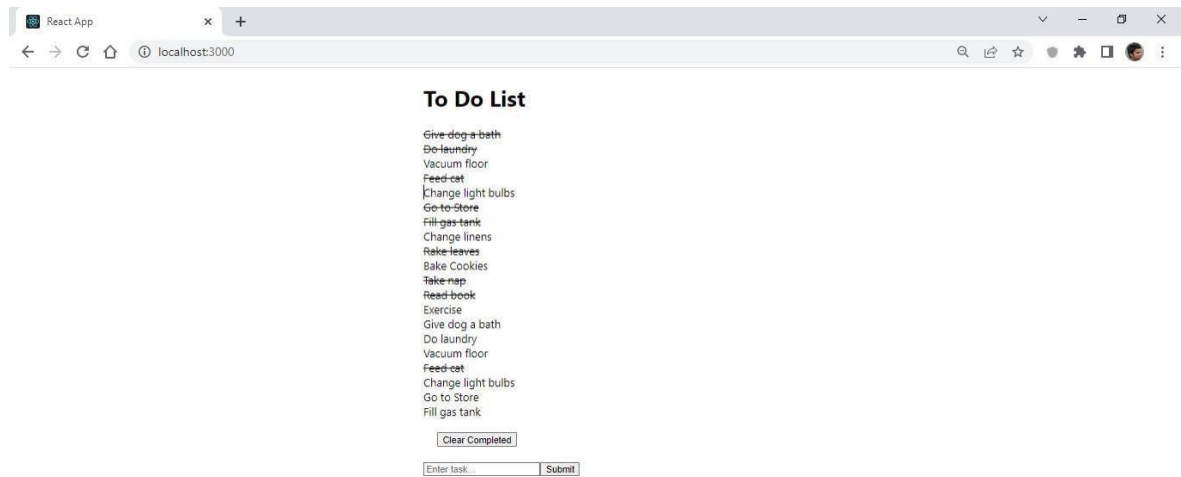 React App
localhost:3000
To Do List
Give dog a bath
Do laundry
Vacuum floor
Feed cat
Change light bulbs
Go to Store
Fill gas tank
Change linens
Rake leaves
Bake Cookies
Take nap
Read book
Exercise
Give dog a bath
Do laundry
Vacuum floor
Feed cat
Change light bulbs
Go to Store
Fill gas tank
Clear Completed
Enter task... Submit